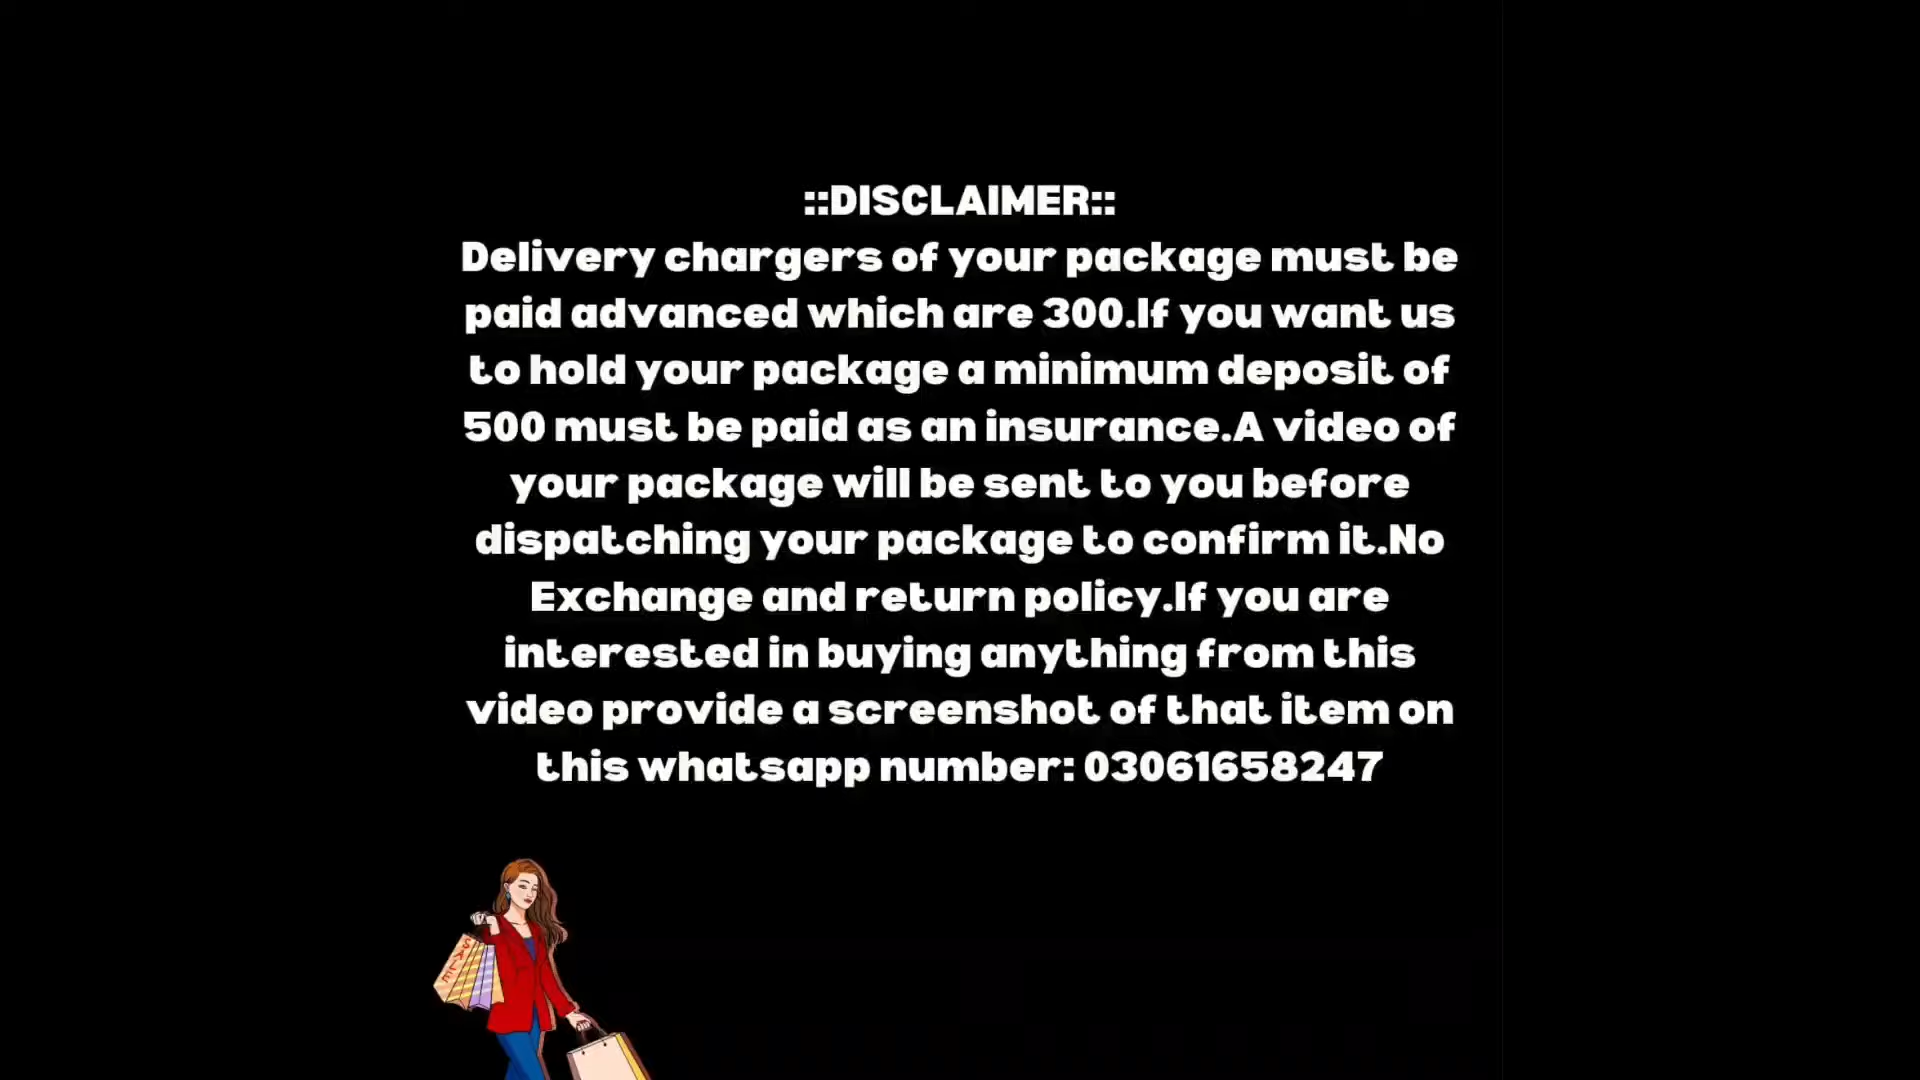 ::DISCLAIMER::
Delivery chargers of your package must be
paid advanced which are 300.If you want us
to hold your package a minimum deposit of
500 must be paid as an insurance.A video of
your package will be sent to you before
dispatching your package to confirm it.No
Exchange and return policy.If you are
interested in buying anything from this
video provide a screenshot of that item on
this whatsapp number: 03061658247
SALE